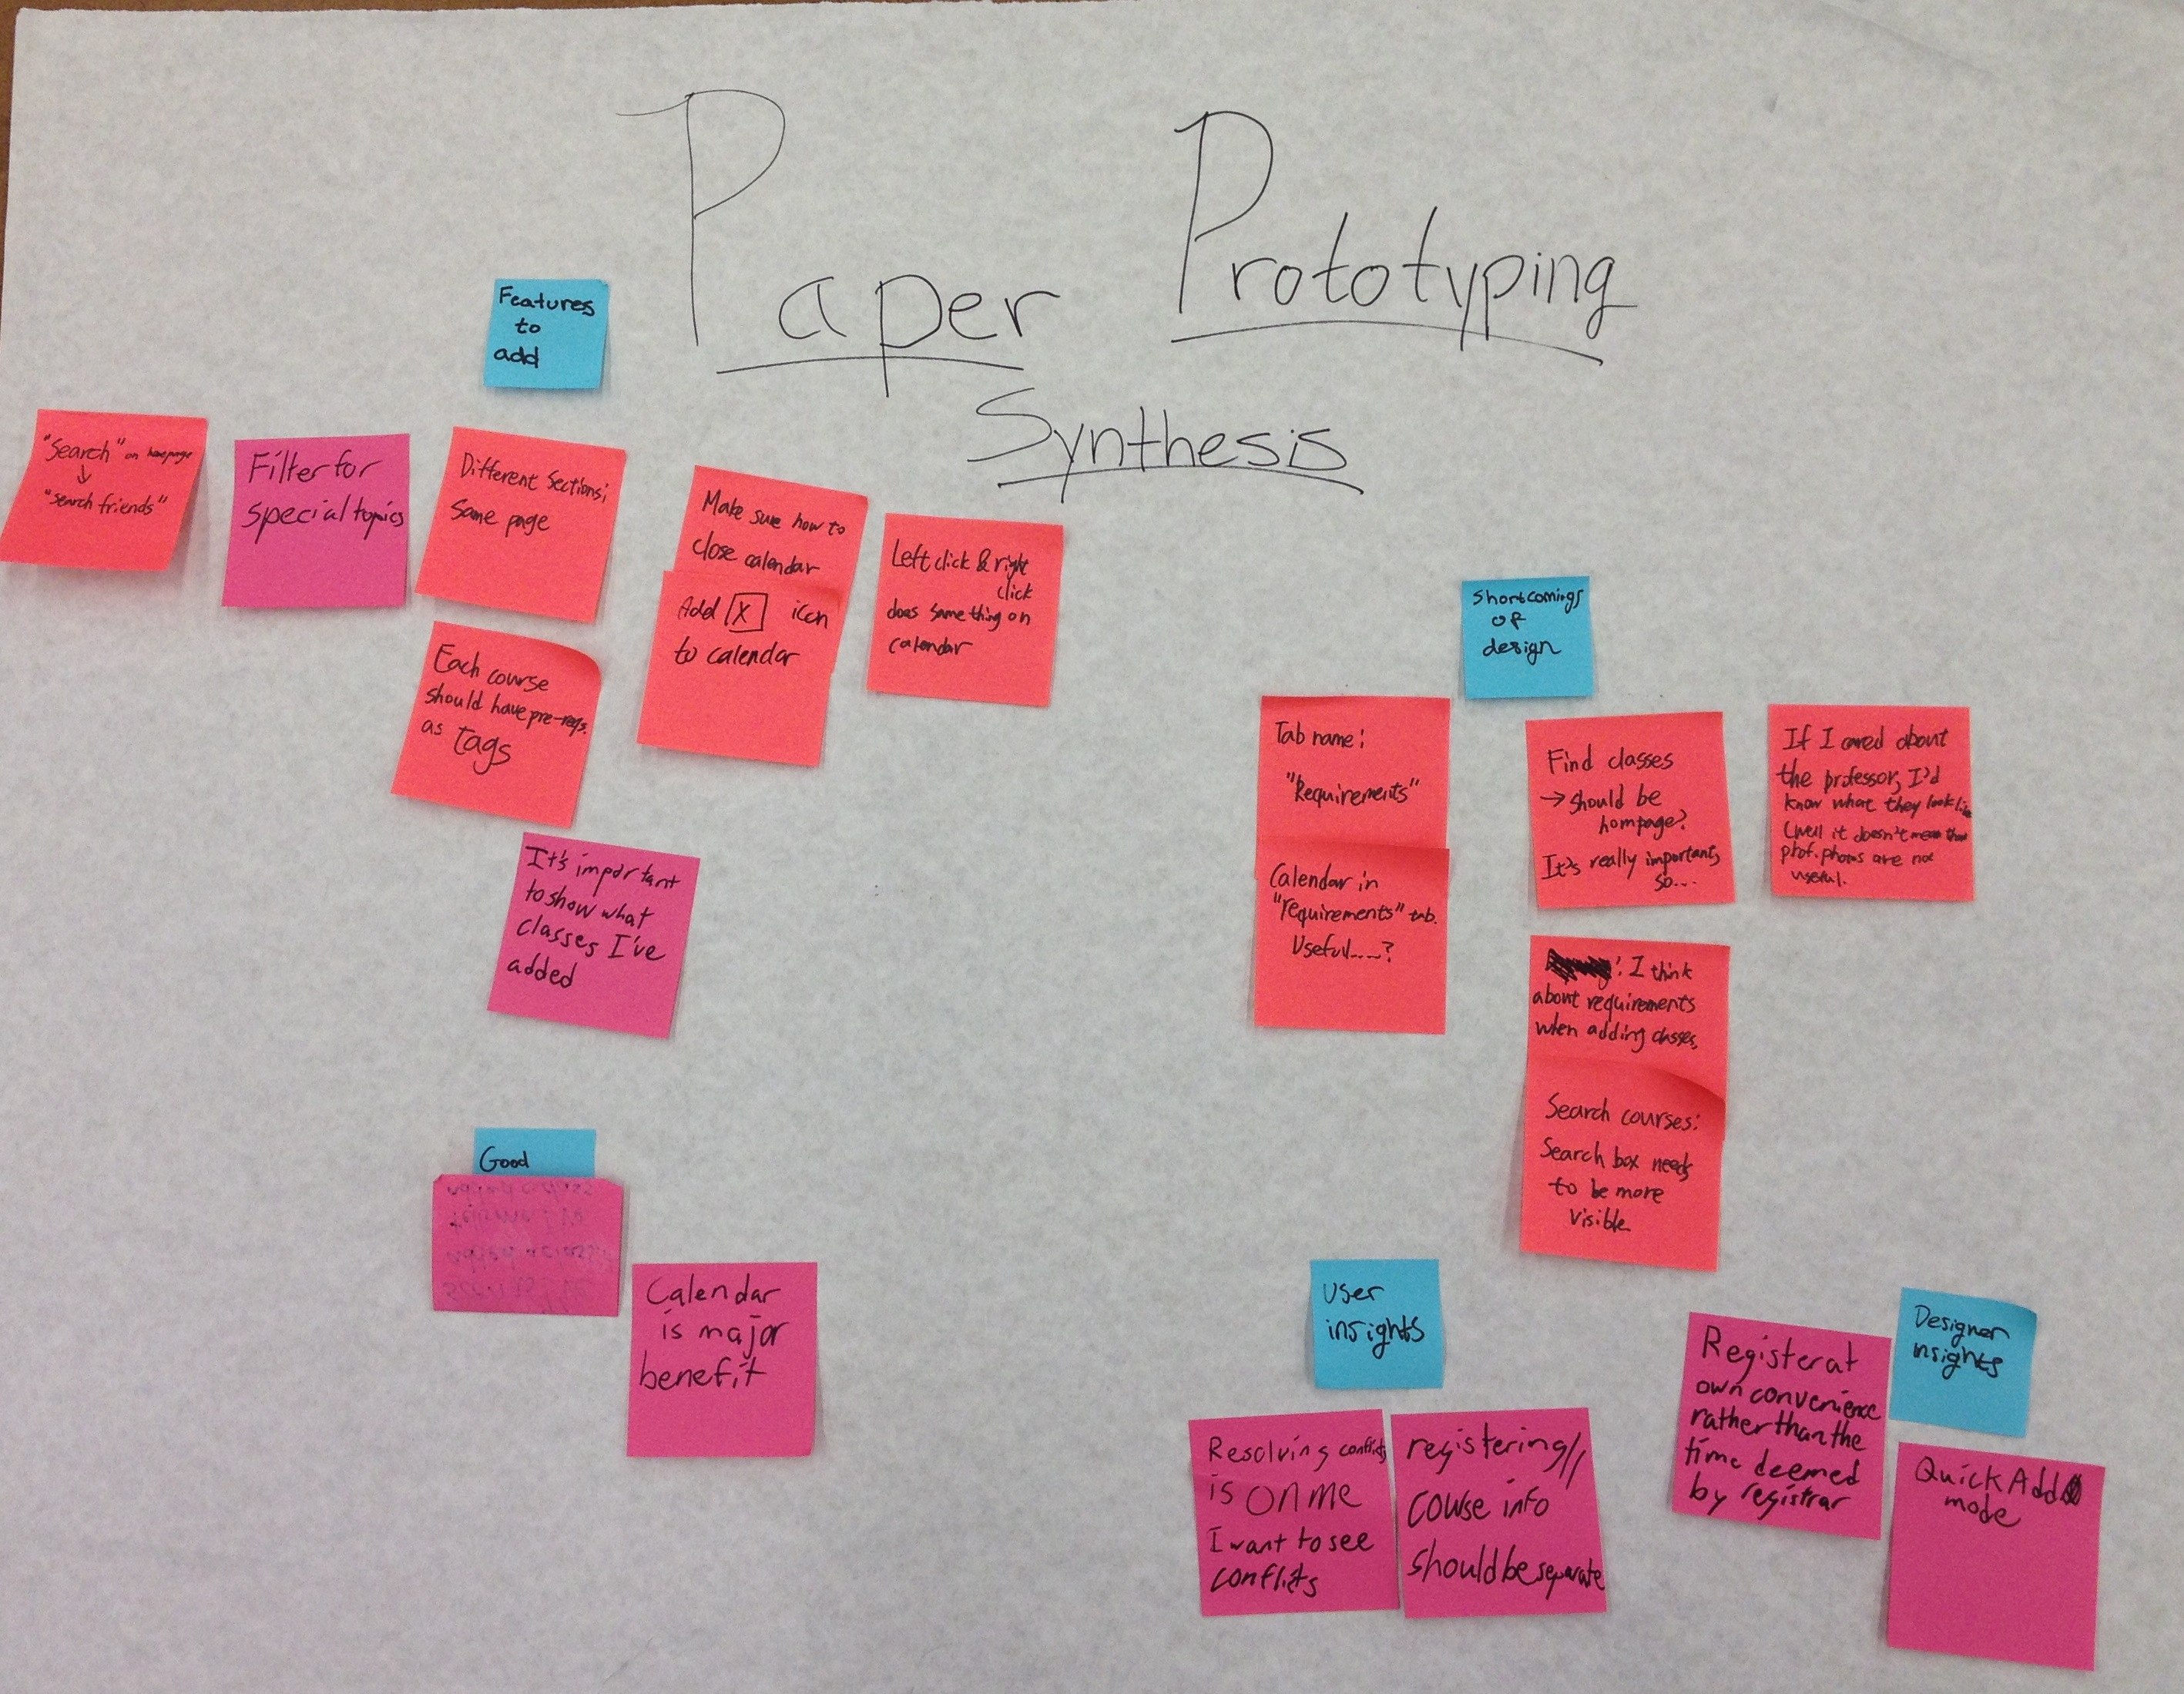 Paper Prototyping
Synthesis
Features
to
add
"Search" on homepage
↓
"search friends"
Filter for
special topics
Different Sections;
Same page
Make sure how to
close calendar
Add X icon
to calendar
Left click & right
click
does same thing on
calendar
Each course
should have pre-reqs.
as tags
It's important
to show what
classes I've
added
Shortcomings
of
design
Tab name:
"Requirements"
Calendar in
"requirements" tab.
Useful.....?
Find classes
→ should be
hompage?
It's really important,
so...
If I cared about
the professor, I'd
know what they look like
(well it doesn't mean that
prof. photos are not
useful.
: I think
about requirements
when adding classes.
Search courses:
Search box needs
to be more
visible
Good
Calendar
is major
benefit
User
insights
Resolving conflicts
is on me
I want to see
conflicts
registering//
course info
should be separate
Register at
own convenience
rather than the
time deemed
by registrar
Designer
insights
Quick Add
mode